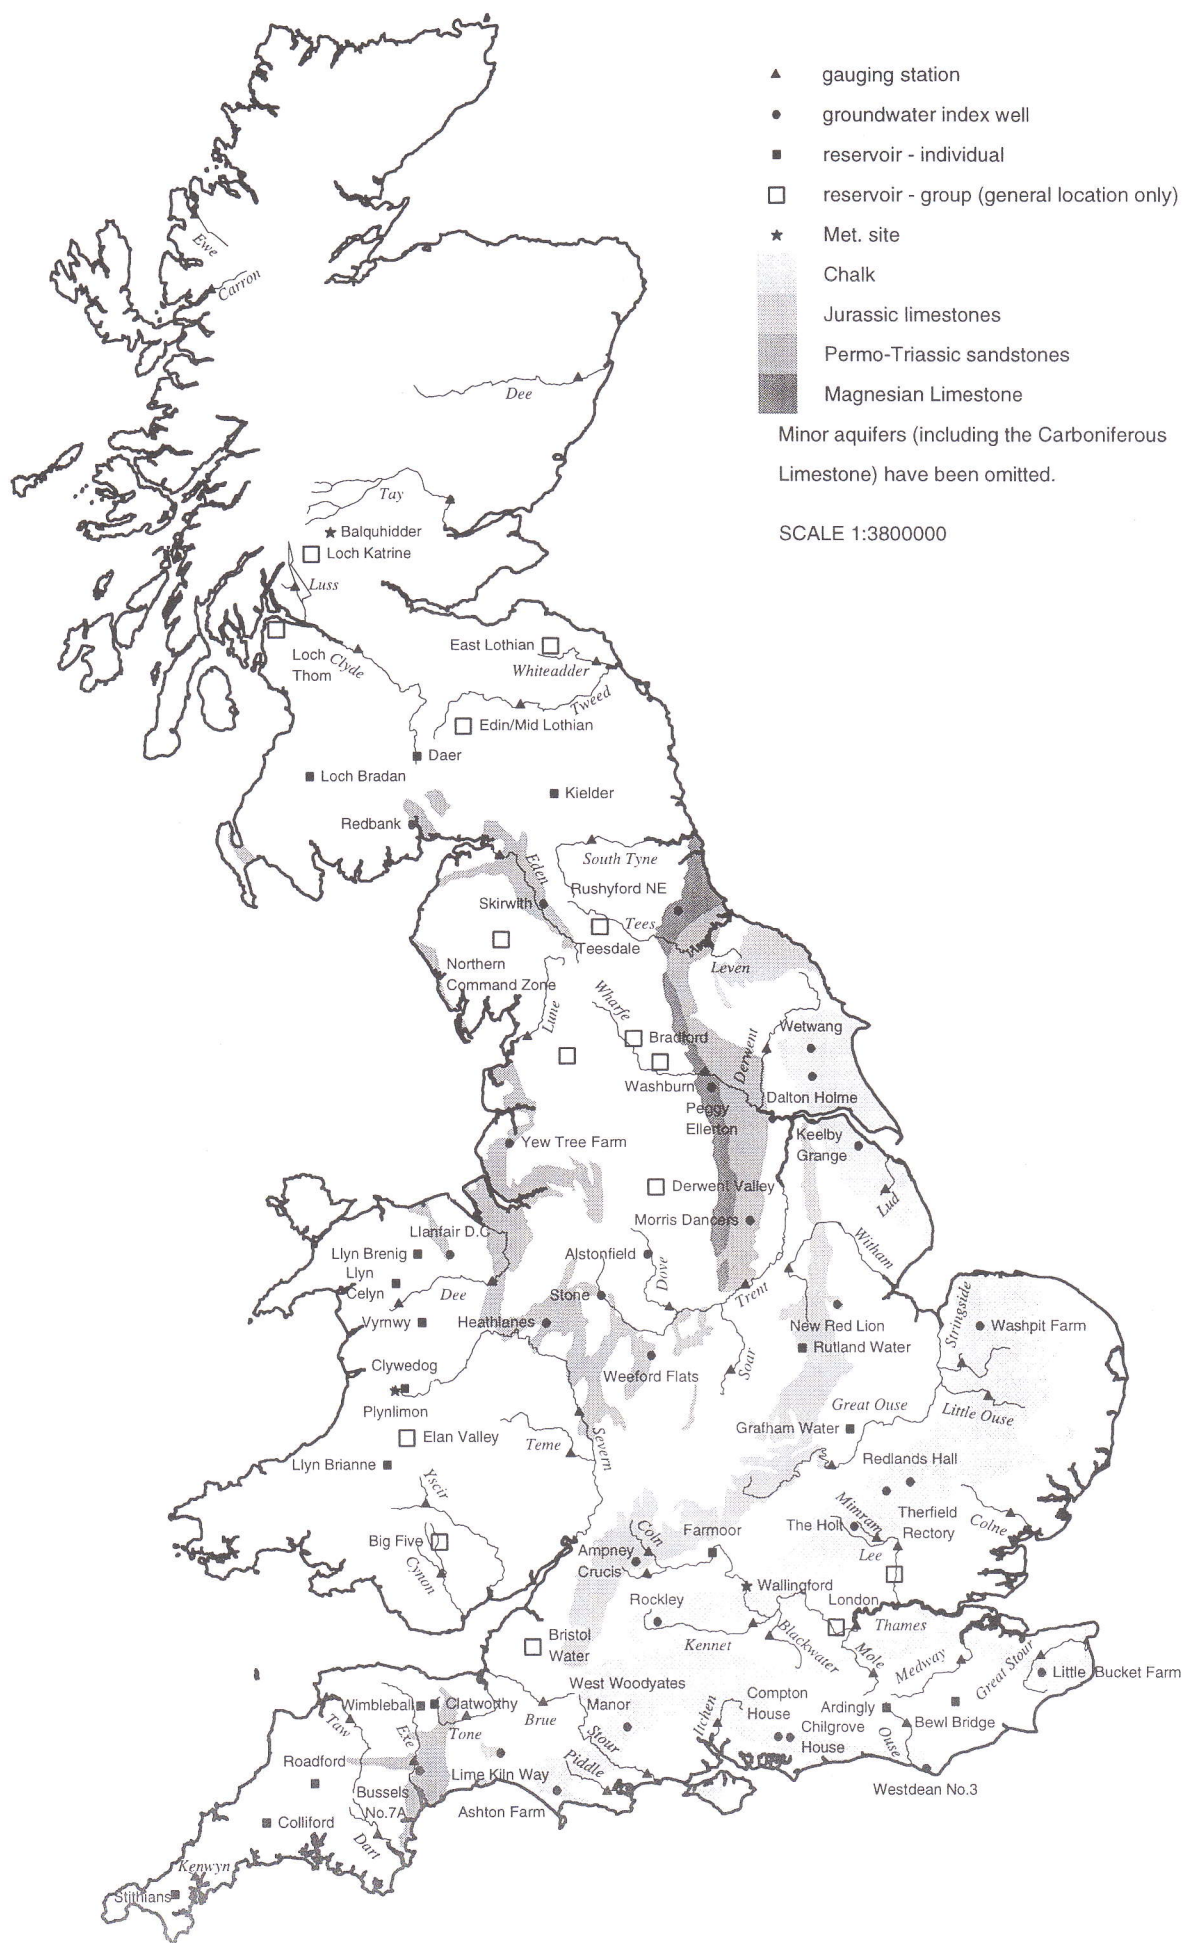 gauging station
groundwater index well
reservoir - individual
reservoir - group (general location only)
Met. site
Chalk
Jurassic limestones
Permo-Triassic sandstones
Magnesian Limestone
Minor aquifers (including the Carboniferous
Limestone) have been omitted.
SCALE 1:3800000
Ewe
Carron
Dee
Tay
Balquhidder
Loch Katrine
Luss
East Lothian
Loch
Thom
Clyde
Whiteadder
Tweed
Edin/Mid Lothian
Daer
Loch Bradan
Kielder
Redbank
South Tyne
Eden
Rushyford NE
Skirwith
Tees
Teesdale
Northern
Command Zone
Leven
Lune
Wharfe
Wetwang
Bradford
Derwent
Washburn
Dalton Holme
Peggy
Ellerton
Keelby
Grange
Yew Tree Farm
Derwent Valley
Lud
Morris Dancers
Llanfair D.C
Llyn Brenig
Alstonfield
Witham
Llyn
Celyn
Dee
Dove
Stone
Trent
Vyrnwy
Heathlanes
New Red Lion
Rutland Water
Stringside
Washpit Farm
Clywedog
Weeford Flats
Soar
Plynlimon
Great Ouse
Little Ouse
Elan Valley
Teme
Severn
Grafham Water
Llyn Brianne
Redlands Hall
Yscir
Mimram
Therfield
Rectory
Colne
Big Five
Coln
Farmoor
The Holt
Ampney
Crucis
Lee
Cynon
Wallingford
Rockley
London
Thames
Kennet
Blackwater
Mole
Medway
Great Stour
Bristol
Water
Little Bucket Farm
West Woodyates
Manor
Compton
House
Ardingly
Wimbleball
Clatworthy
Taw
Exe
Tone
Brue
Stour
Itchen
Chilgrove
House
Bewl Bridge
Ouse
Roadford
Piddle
Lime Kiln Way
Bussels
No.7A
Ashton Farm
Westdean No.3
Colliford
Dart
Kenwyn
Stithians